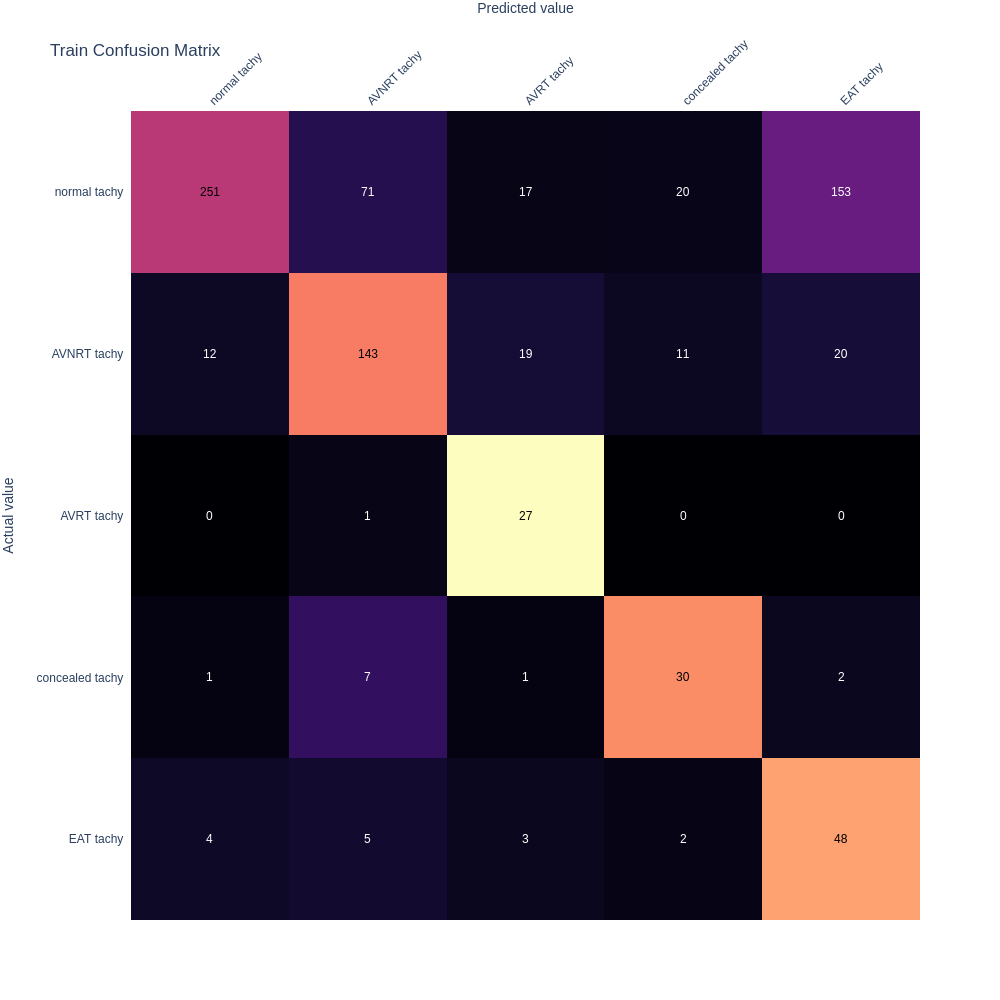 Predicted value
Train Confusion Matrix
normal tachy
AVNRT tachy
AVRT tachy
concealed tachy
EAT tachy
normal tachy 251 71 17 20 153
AVNRT tachy 12 143 19 11 20
Actual value
AVRT tachy 0 1 27 0 0
concealed tachy 1 7 1 30 2
EAT tachy 4 5 3 2 48